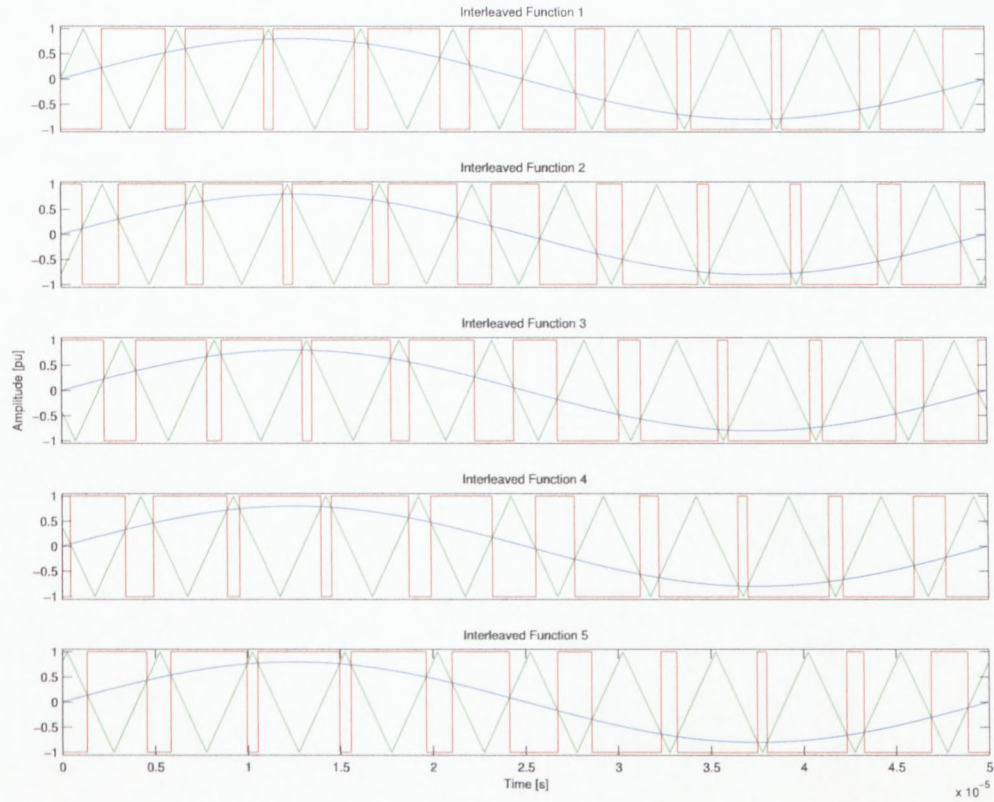 Interleaved Function 1
1
0.5
0
−0.5
−1
Interleaved Function 2
1
0.5
0
−0.5
−1
Interleaved Function 3
1
0.5
0
−0.5
−1
Amplitude [pu]
Interleaved Function 4
1
0.5
0
−0.5
−1
Interleaved Function 5
1
0.5
0
−0.5
−1
0 0.5 1 1.5 2 2.5 3 3.5 4 4.5 5
Time [s]
x 10⁻⁵